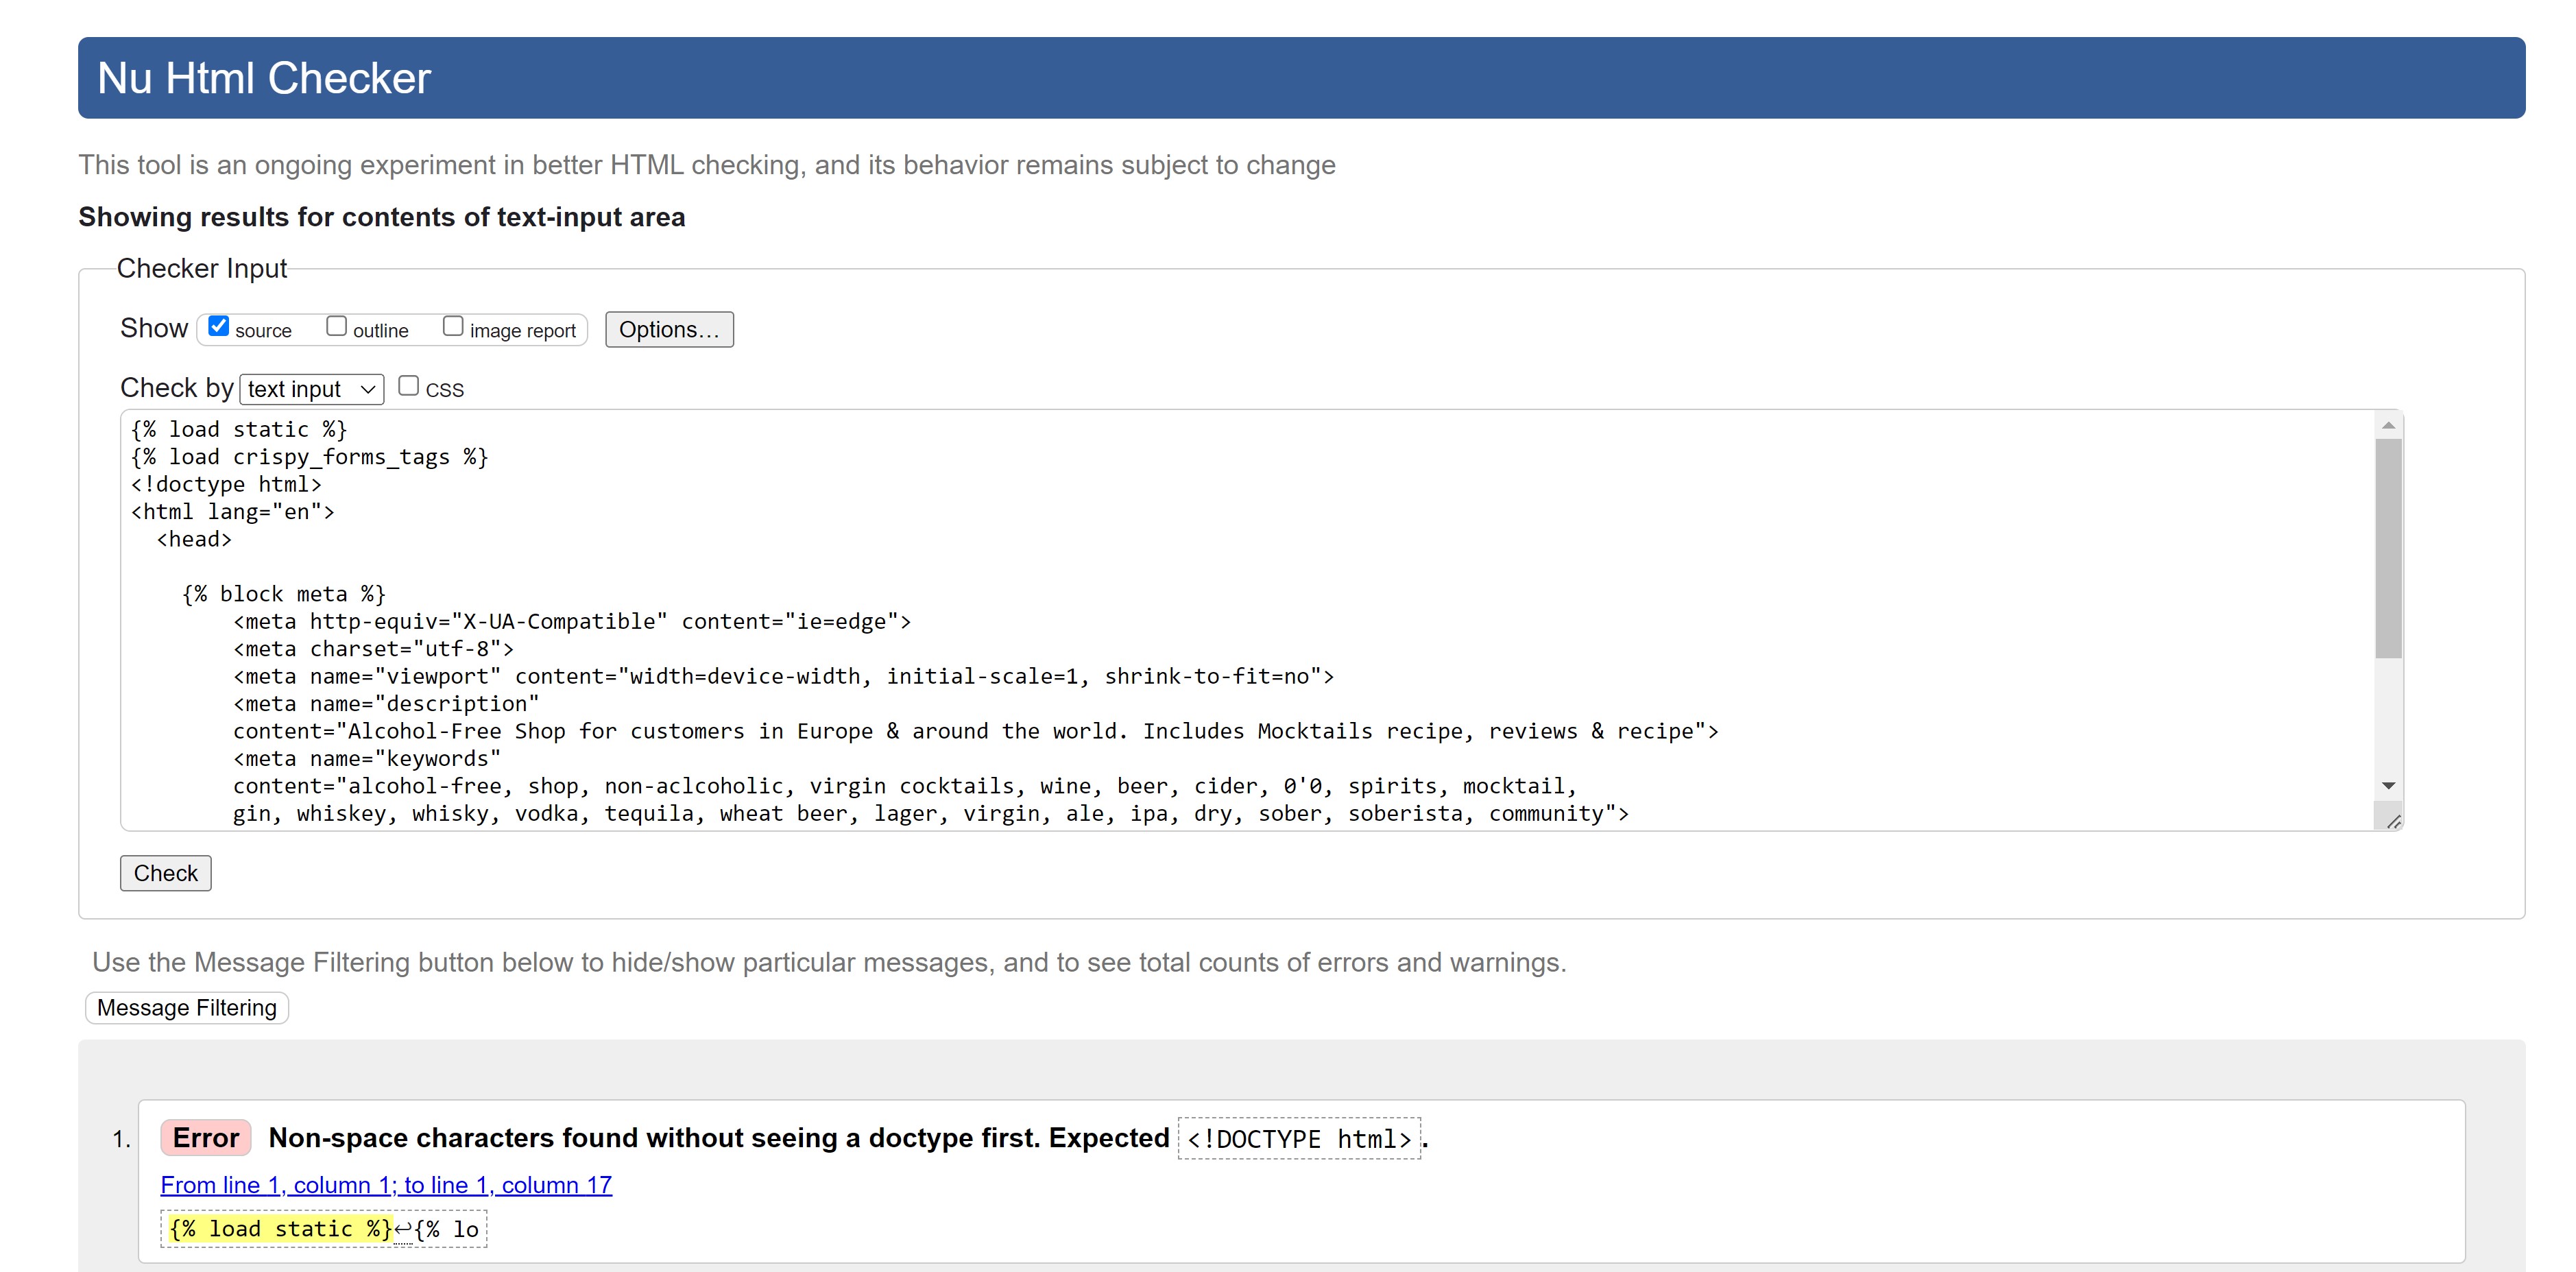 Nu Html Checker
This tool is an ongoing experiment in better HTML checking, and its behavior remains subject to change
Showing results for contents of text-input area
Checker Input
Show source outline image report Options...
Check by text input CSS
{% load static %}
{% load crispy_forms_tags %}
<!doctype html>
<html lang="en">
<head>
{% block meta %}
<meta http-equiv="X-UA-Compatible" content="ie=edge">
<meta charset="utf-8">
<meta name="viewport" content="width=device-width, initial-scale=1, shrink-to-fit=no">
<meta name="description"
content="Alcohol-Free Shop for customers in Europe & around the world. Includes Mocktails recipe, reviews & recipe">
<meta name="keywords"
content="alcohol-free, shop, non-aclcoholic, virgin cocktails, wine, beer, cider, 0'0, spirits, mocktail,
gin, whiskey, whisky, vodka, tequila, wheat beer, lager, virgin, ale, ipa, dry, sober, soberista, community">
Check
Use the Message Filtering button below to hide/show particular messages, and to see total counts of errors and warnings.
Message Filtering
1. Error Non-space characters found without seeing a doctype first. Expected <!DOCTYPE html>.
From line 1, column 1; to line 1, column 17
{% load static %}↩{% lo